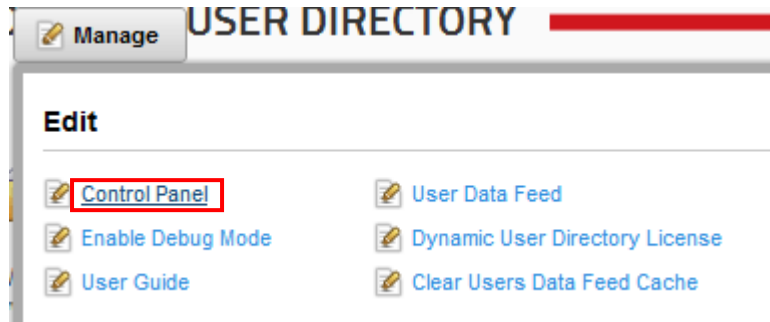 USER DIRECTORY
Manage
Edit
Control Panel
User Data Feed
Enable Debug Mode
Dynamic User Directory License
User Guide
Clear Users Data Feed Cache